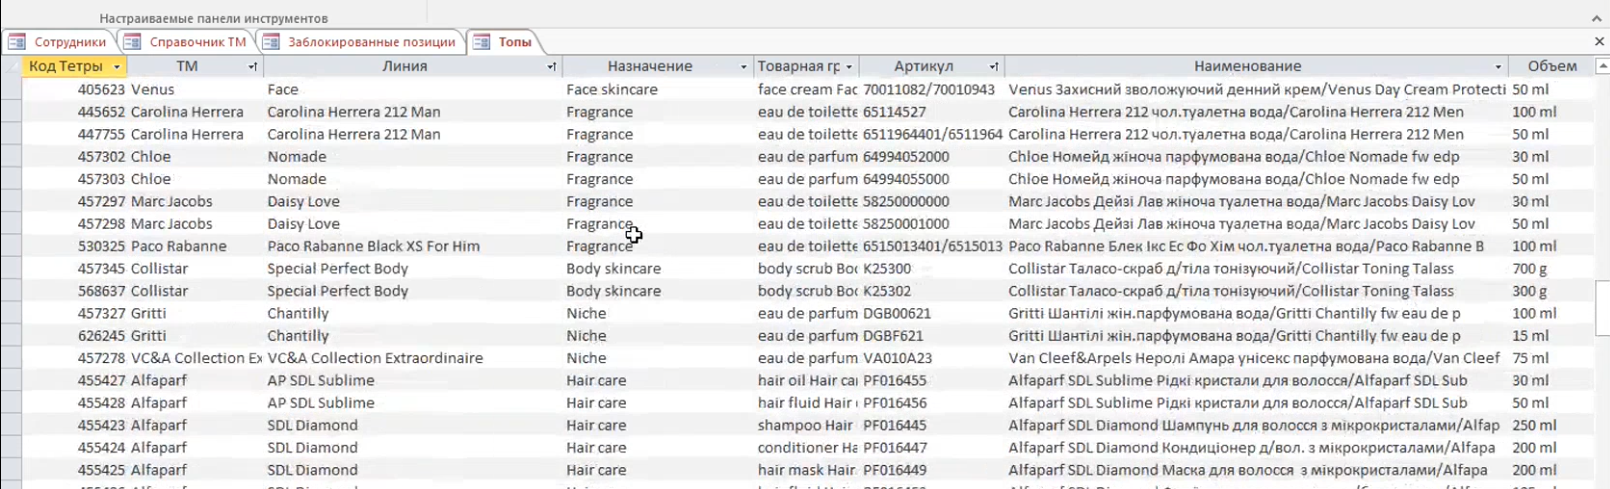 Настраиваемые панели инструментов
Сотрудники Справочник ТМ Заблокированные позиции Топы
Код Тетры ТМ Линия Назначение Товарная гр Артикул Наименование Объем
405623 Venus Face Face skincare face cream Fac 70011082/70010943 Venus Захисний зволожуючий денний крем/Venus Day Cream Protecti 50 ml
445652 Carolina Herrera Carolina Herrera 212 Man Fragrance eau de toilette 65114527 Carolina Herrera 212 чол.туалетна вода/Carolina Herrera 212 Men 100 ml
447755 Carolina Herrera Carolina Herrera 212 Man Fragrance eau de toilette 6511964401/6511964 Carolina Herrera 212 чол.туалетна вода/Carolina Herrera 212 Men 50 ml
457302 Chloe Nomade Fragrance eau de parfum 64994052000 Chloe Номейд жіноча парфумована вода/Chloe Nomade fw edp 30 ml
457303 Chloe Nomade Fragrance eau de parfum 64994055000 Chloe Номейд жіноча парфумована вода/Chloe Nomade fw edp 50 ml
457297 Marc Jacobs Daisy Love Fragrance eau de toilette 58250000000 Marc Jacobs Дейзі Лав жіноча туалетна вода/Marc Jacobs Daisy Lov 30 ml
457298 Marc Jacobs Daisy Love Fragrance eau de toilette 58250001000 Marc Jacobs Дейзі Лав жіноча туалетна вода/Marc Jacobs Daisy Lov 50 ml
530325 Paco Rabanne Paco Rabanne Black XS For Him Fragrance eau de toilette 6515013401/6515013 Paco Rabanne Блек Ікс Ес Фо Хім чол.туалетна вода/Paco Rabanne B 100 ml
457345 Collistar Special Perfect Body Body skincare body scrub Boc K25300 Collistar Таласо-скраб д/тіла тонізуючий/Collistar Toning Talass 700 g
568637 Collistar Special Perfect Body Body skincare body scrub Boc K25302 Collistar Таласо-скраб д/тіла тонізуючий/Collistar Toning Talass 300 g
457327 Gritti Chantilly Niche eau de parfum DGB00621 Gritti Шантілі жін.парфумована вода/Gritti Chantilly fw eau de p 100 ml
626245 Gritti Chantilly Niche eau de parfum DGBF621 Gritti Шантілі жін.парфумована вода/Gritti Chantilly fw eau de p 15 ml
457278 VC&A Collection Ex VC&A Collection Extraordinaire Niche eau de parfum VA010A23 Van Cleef&Arpels Неролі Амара унісекс парфумована вода/Van Cleef 75 ml
455427 Alfaparf AP SDL Sublime Hair care hair oil Hair cai PF016455 Alfaparf SDL Sublime Рідкі кристали для волосся/Alfaparf SDL Sub 30 ml
455428 Alfaparf AP SDL Sublime Hair care hair fluid Hair PF016456 Alfaparf SDL Sublime Рідкі кристали для волосся/Alfaparf SDL Sub 50 ml
455423 Alfaparf SDL Diamond Hair care shampoo Hair PF016445 Alfaparf SDL Diamond Шампунь для волосся з мікрокристалами/Alfap 250 ml
455424 Alfaparf SDL Diamond Hair care conditioner Ha PF016447 Alfaparf SDL Diamond Кондиціонер д/вол. з мікрокристалами/Alfapa 200 ml
455425 Alfaparf SDL Diamond Hair care hair mask Hair PF016449 Alfaparf SDL Diamond Маска для волосся з мікрокристалами/Alfapa 200 ml